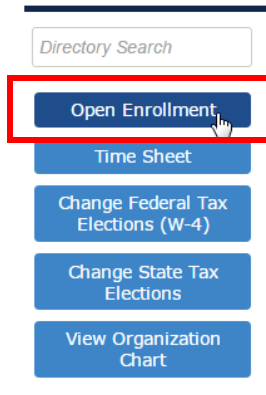 Directory Search
Open Enrollment
Time Sheet
Change Federal Tax
Elections (W-4)
Change State Tax
Elections
View Organization
Chart